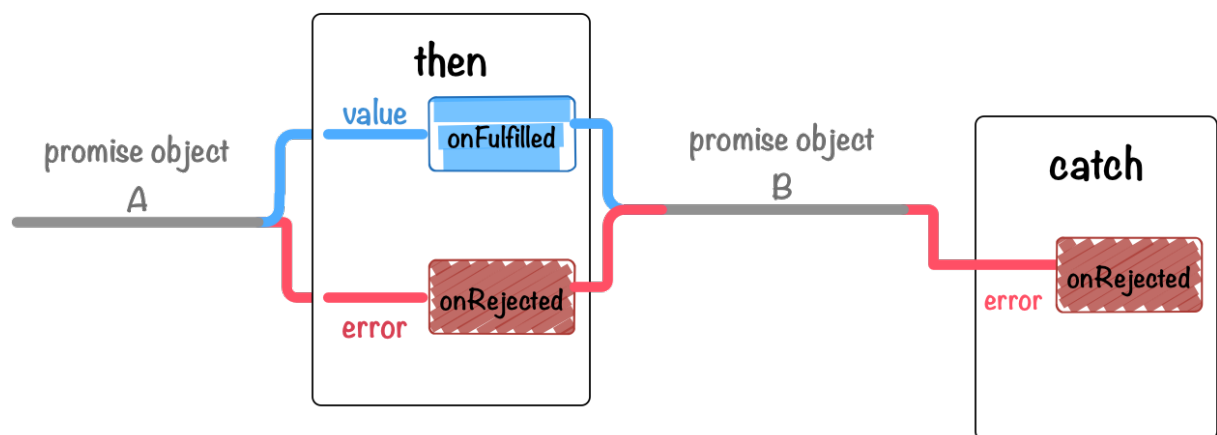 then
value
onFulfilled
promise object
A
onRejected
error
promise object
B
catch
onRejected
error